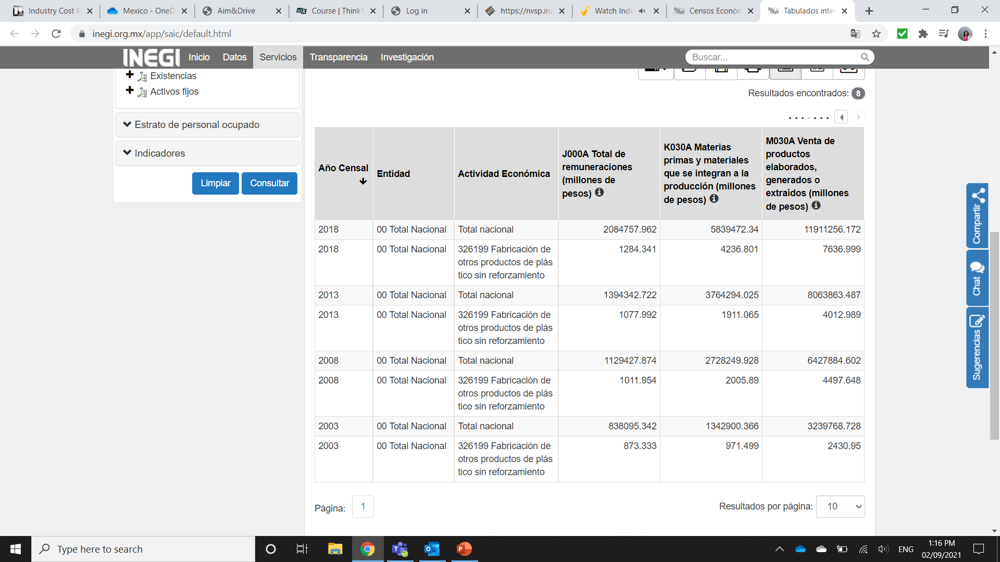 Industry Cost P
Mexico - OneD
Aim&Drive
Course | Think1
Log in
https://nvsp.in/
Watch Indi
Censos Económ
Tabulados inte
inegi.org.mx/app/saic/default.html
INEGI Inicio Datos Servicios Transparencia Investigación Buscar...
Existencias
Activos fijos
Estrato de personal ocupado
Indicadores
Limpiar Consultar
Resultados encontrados: 8
Año Censal
Entidad
Actividad Económica
J000A Total de
remuneraciones
(millones de
pesos)
K030A Materias
primas y materiales
que se integran a la
producción (millones
de pesos)
M030A Venta de
productos
elaborados,
generados o
extraídos (millones
de pesos)
2018 00 Total Nacional Total nacional 2084757.962 5839472.34 11911256.172
2018 00 Total Nacional 326199 Fabricación de 1284.341 4236.801 7636.999
otros productos de plás
tico sin reforzamiento
2013 00 Total Nacional Total nacional 1394342.722 3764294.025 8063863.487
2013 00 Total Nacional 326199 Fabricación de 1077.992 1911.065 4012.989
otros productos de plás
tico sin reforzamiento
2008 00 Total Nacional Total nacional 1129427.874 2728249.928 6427884.602
2008 00 Total Nacional 326199 Fabricación de 1011.954 2005.89 4497.648
otros productos de plás
tico sin reforzamiento
2003 00 Total Nacional Total nacional 838095.342 1342900.366 3239768.728
2003 00 Total Nacional 326199 Fabricación de 873.333 971.499 2430.95
otros productos de plás
tico sin reforzamiento
Página: 1
Resultados por página: 10
Compartir
Chat
Sugerencias
Type here to search
ENG
1:16 PM
02/09/2021